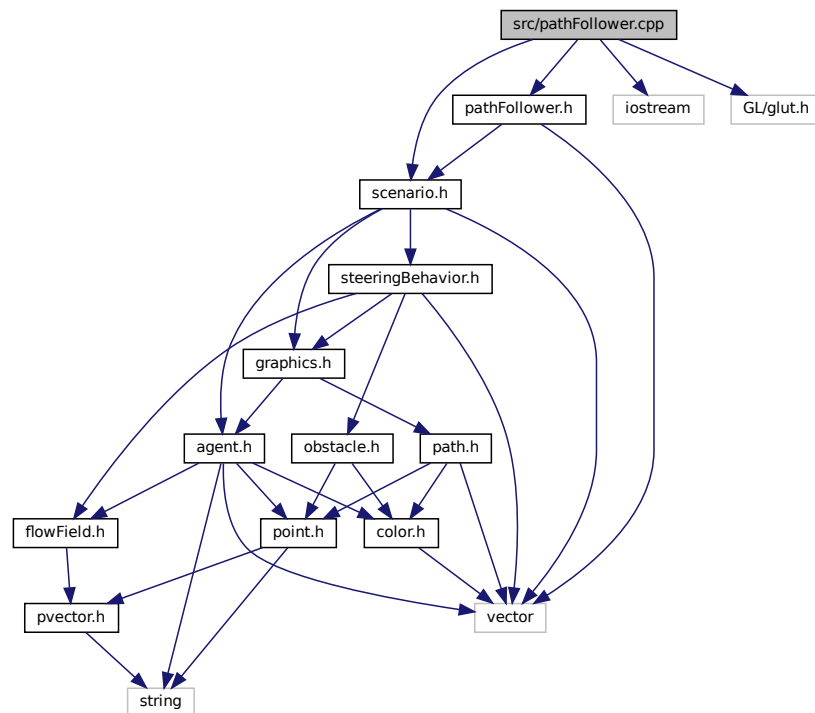 src/pathFollower.cpp
pathFollower.h
iostream
GL/glut.h
scenario.h
steeringBehavior.h
graphics.h
agent.h
obstacle.h
path.h
flowField.h
point.h
color.h
pvector.h
vector
string